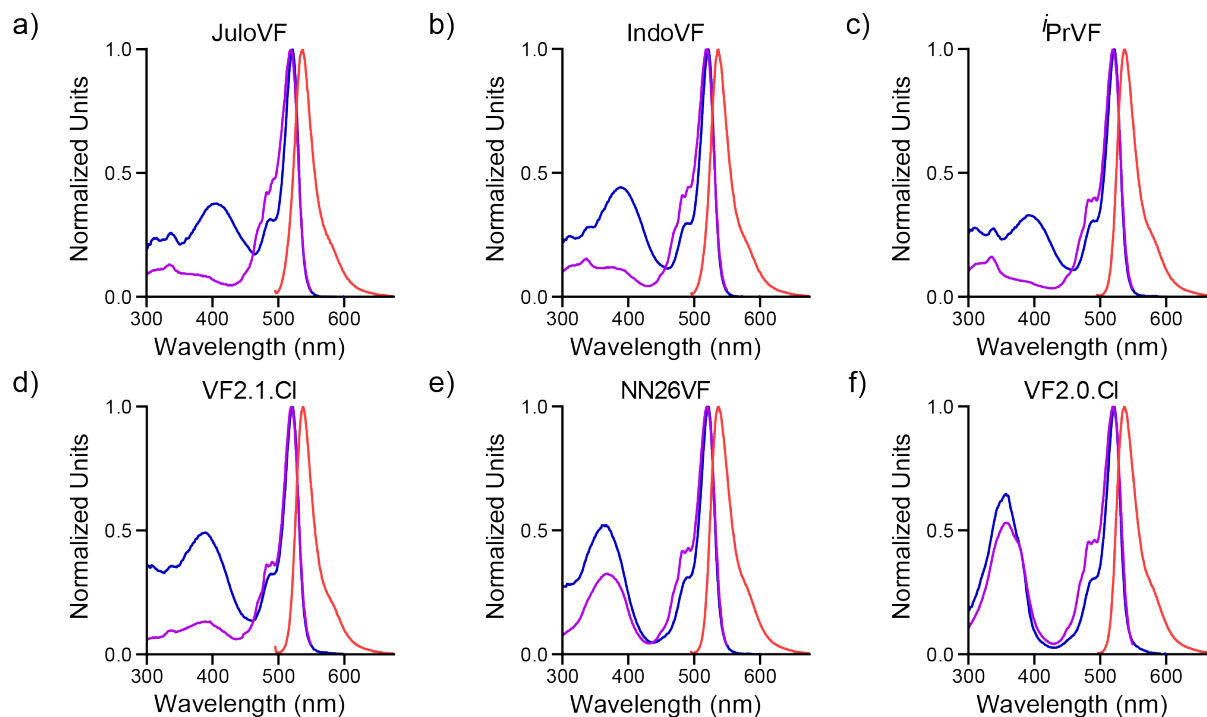 a) JuloVF
b) IndoVF
c) ⁱPrVF
Normalized Units
1.0
0.5
0.0
300 400 500 600
Wavelength (nm)
Normalized Units
1.0
0.5
0.0
300 400 500 600
Wavelength (nm)
Normalized Units
1.0
0.5
0.0
300 400 500 600
Wavelength (nm)
d) VF2.1.Cl
e) NN26VF
f) VF2.0.Cl
Normalized Units
1.0
0.5
0.0
300 400 500 600
Wavelength (nm)
Normalized Units
1.0
0.5
0.0
300 400 500 600
Wavelength (nm)
Normalized Units
1.0
0.5
0.0
300 400 500 600
Wavelength (nm)